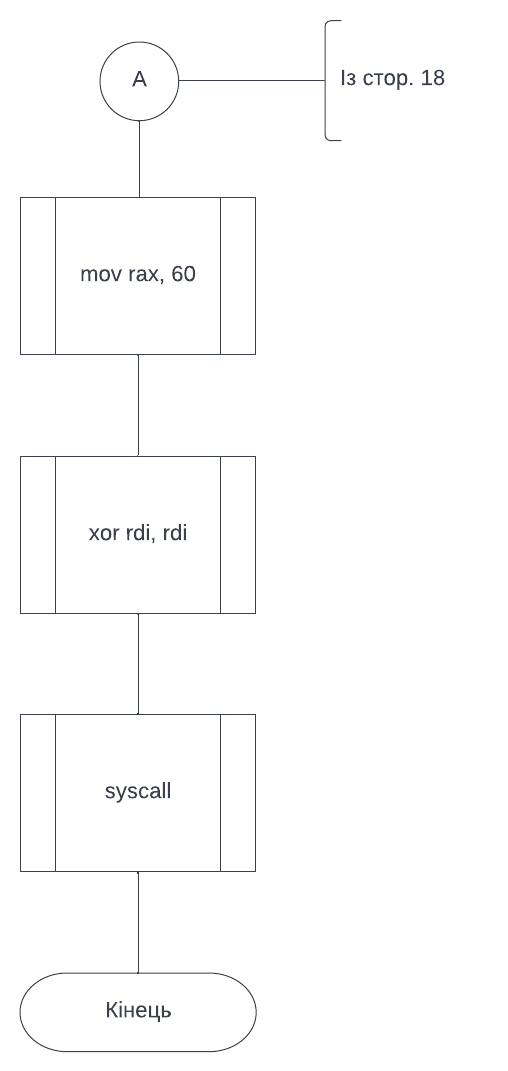 А
Із стор. 18
mov rax, 60
xor rdi, rdi
syscall
Кінець